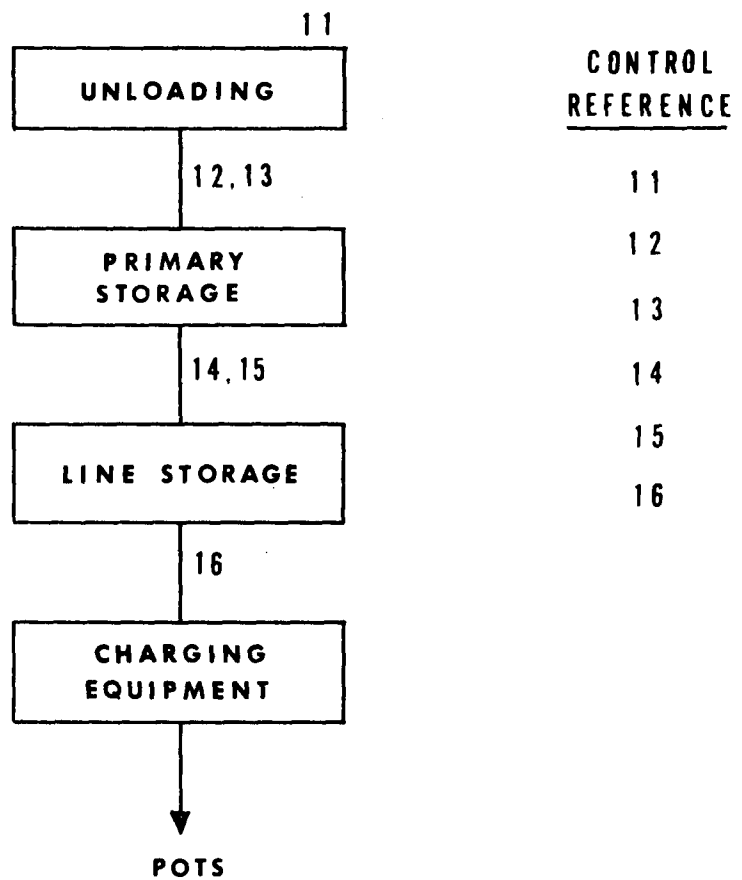 11
UNLOADING
12,13
PRIMARY
STORAGE
14,15
LINE STORAGE
16
CHARGING
EQUIPMENT
POTS
CONTROL
REFERENCE
11
12
13
14
15
16